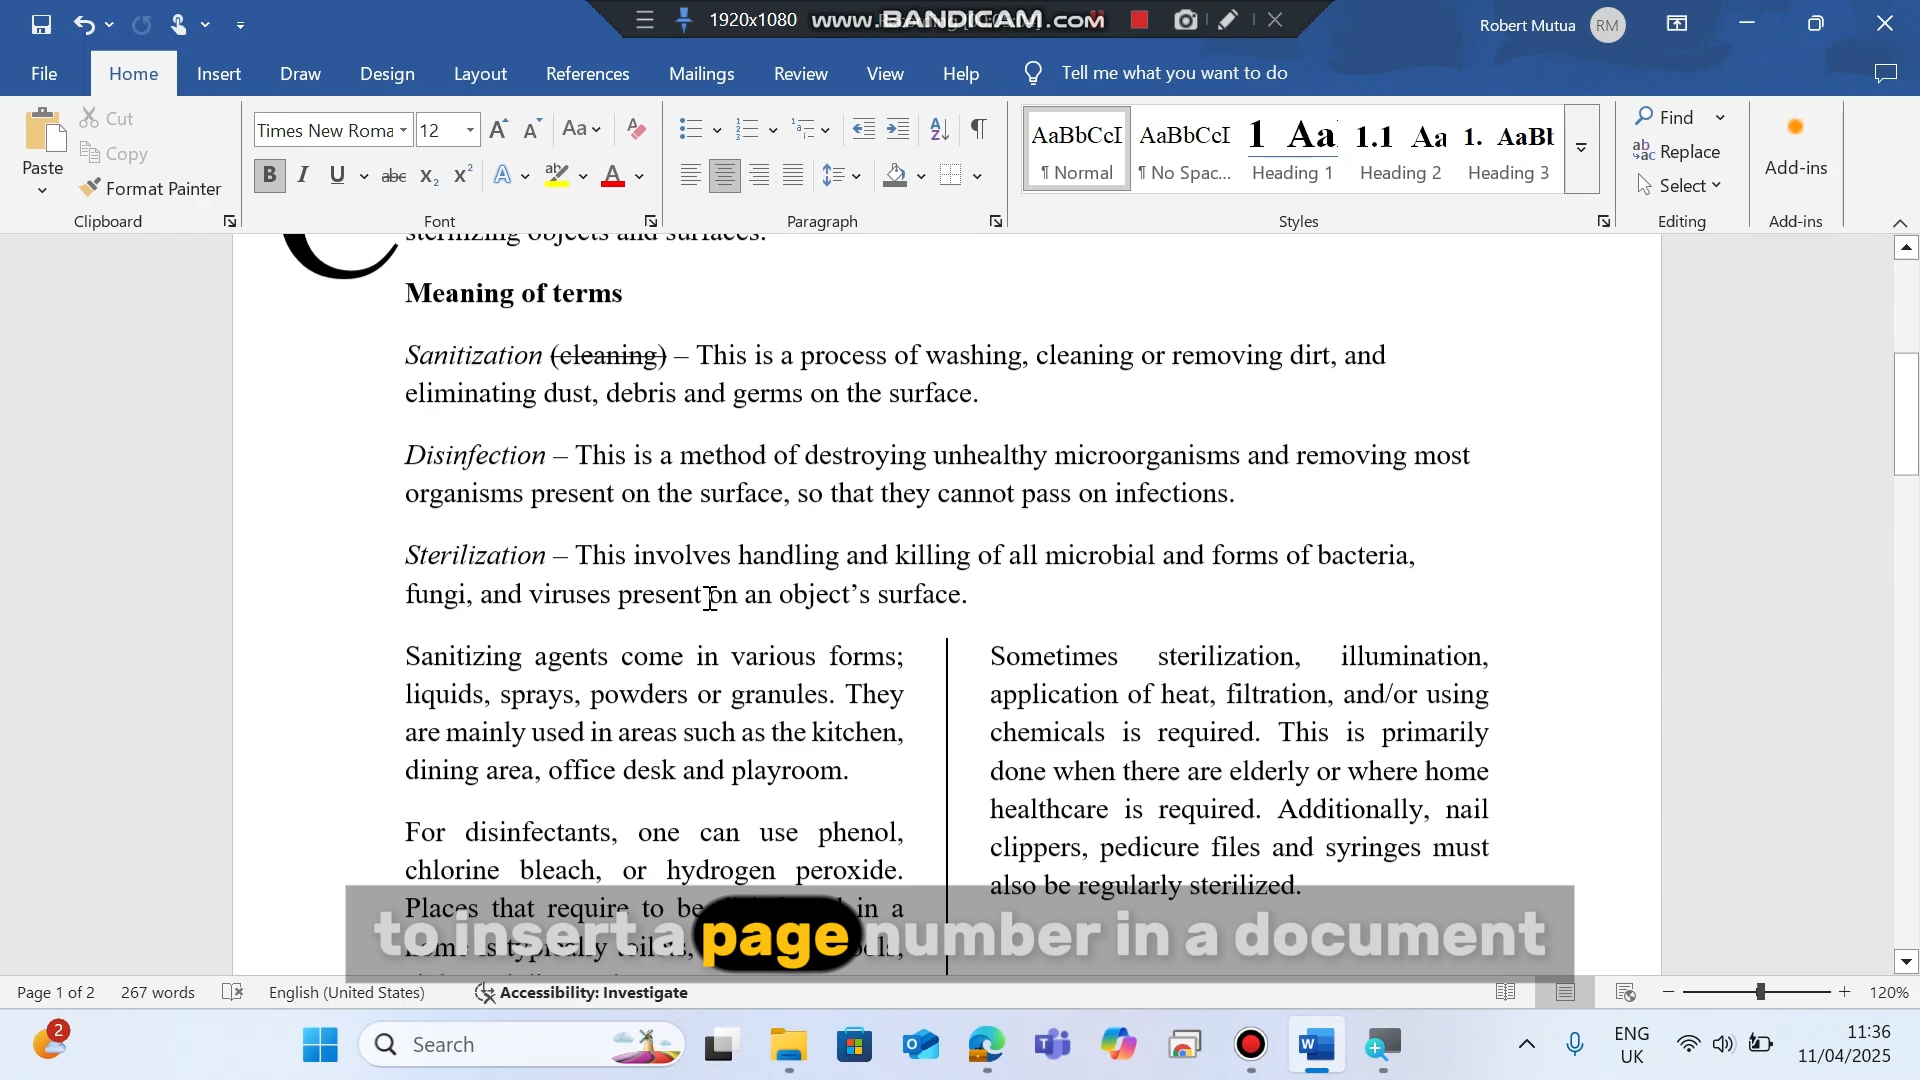 1920x1080 www.BANDICAM.com
Robert Mutua RM
File Home Insert Draw Design Layout References Mailings Review View Help Tell me what you want to do
Paste
Cut
Copy
Format Painter
Clipboard
Times New Roma 12 Aa
B I U abc x₂ x² A ab A
Font
Paragraph
AaBbCcI AaBbCcI 1 Aa 1.1 Aa 1. AaBb
¶ Normal ¶ No Spac... Heading 1 Heading 2 Heading 3
Styles
Find
Replace
Select
Editing
Add-ins
Add-ins
sterilizing objects and surfaces.
Meaning of terms
Sanitization (cleaning) – This is a process of washing, cleaning or removing dirt, and
eliminating dust, debris and germs on the surface.
Disinfection – This is a method of destroying unhealthy microorganisms and removing most
organisms present on the surface, so that they cannot pass on infections.
Sterilization – This involves handling and killing of all microbial and forms of bacteria,
fungi, and viruses present on an object’s surface.
Sanitizing agents come in various forms;
liquids, sprays, powders or granules. They
are mainly used in areas such as the kitchen,
dining area, office desk and playroom.
For disinfectants, one can use phenol,
chlorine bleach, or hydrogen peroxide.
Places that require to be in a
home is typically toilets,
Sometimes sterilization, illumination,
application of heat, filtration, and/or using
chemicals is required. This is primarily
done when there are elderly or where home
healthcare is required. Additionally, nail
clippers, pedicure files and syringes must
also be regularly sterilized.
to insert a page number in a document
Page 1 of 2 267 words English (United States) Accessibility: Investigate 120%
2 Search ENG UK 11:36 11/04/2025